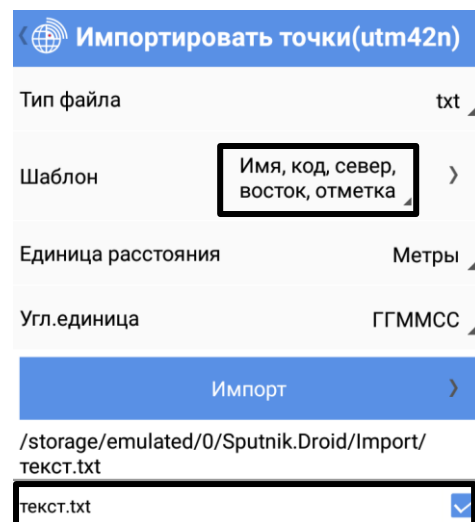 Импортировать точки(utm42n)
Тип файла txt
Шаблон Имя, код, север,
восток, отметка
Единица расстояния Метры
Угл.единица ГГММСС
Импорт
/storage/emulated/0/Sputnik.Droid/Import/
текст.txt
текст.txt